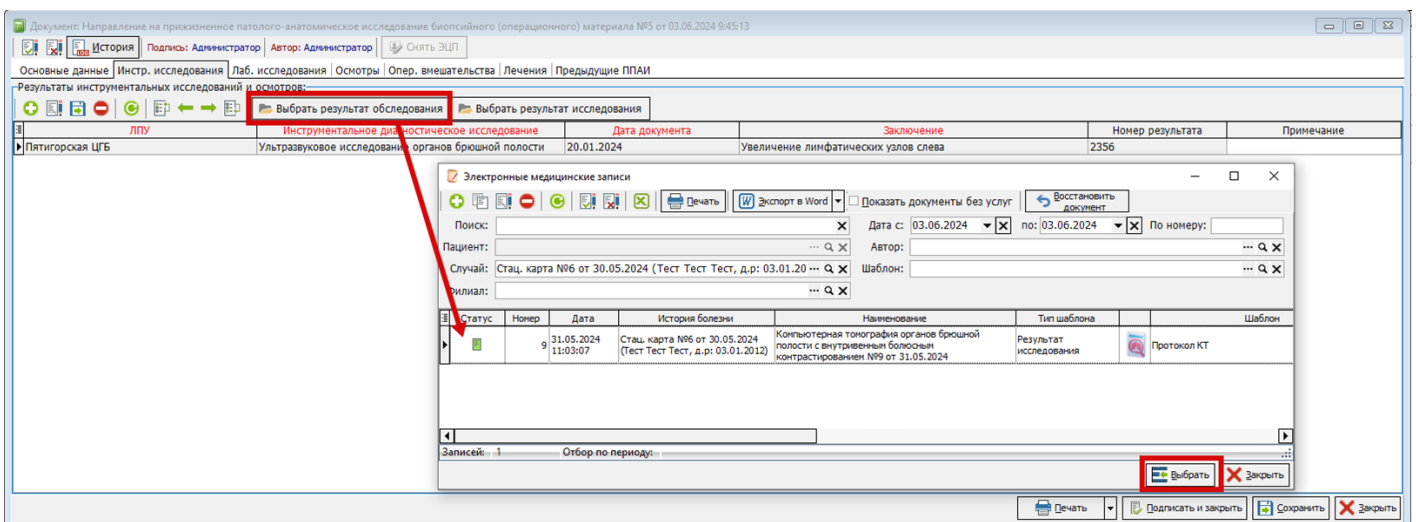 Документ: Направление на прижизненное патолого-анатомическое исследование биопсийного (операционного) материала №5 от 03.06.2024 9:45:13
История Подпись: Администратор Автор: Администратор Снять ЭЦП
Основные данные Инстр. исследования Лаб. исследования Осмотры Опер. вмешательства Лечения Предыдущие ППАИ
Результаты инструментальных исследований и осмотров:
Выбрать результат обследования Выбрать результат исследования
ЛПУ Инструментальное диагностическое исследование Дата документа Заключение Номер результата Примечание
Пятигорская ЦГБ Ультразвуковое исследование органов брюшной полости 20.01.2024 Увеличение лимфатических узлов слева 2356
Электронные медицинские записи
Печать Экспорт в Word Показать документы без услуг Восстановить документ
Поиск: Дата с: 03.06.2024 по: 03.06.2024 По номеру:
Пациент: Автор:
Случай: Стац. карта №6 от 30.05.2024 (Тест Тест Тест, д.р: 03.01.20 Шаблон:
Филиал:
Статус Номер Дата История болезни Наименование Тип шаблона Шаблон
9 31.05.2024 11:03:07 Стац. карта №6 от 30.05.2024 (Тест Тест Тест, д.р: 03.01.2012) Компьютерная томография органов брюшной полости с внутривенным болюсным контрастированием №9 от 31.05.2024 Результат исследования Протокол КТ
Записей: 1 Отбор по периоду:
Выбрать Закрыть
Печать Подписать и закрыть Сохранить Закрыть